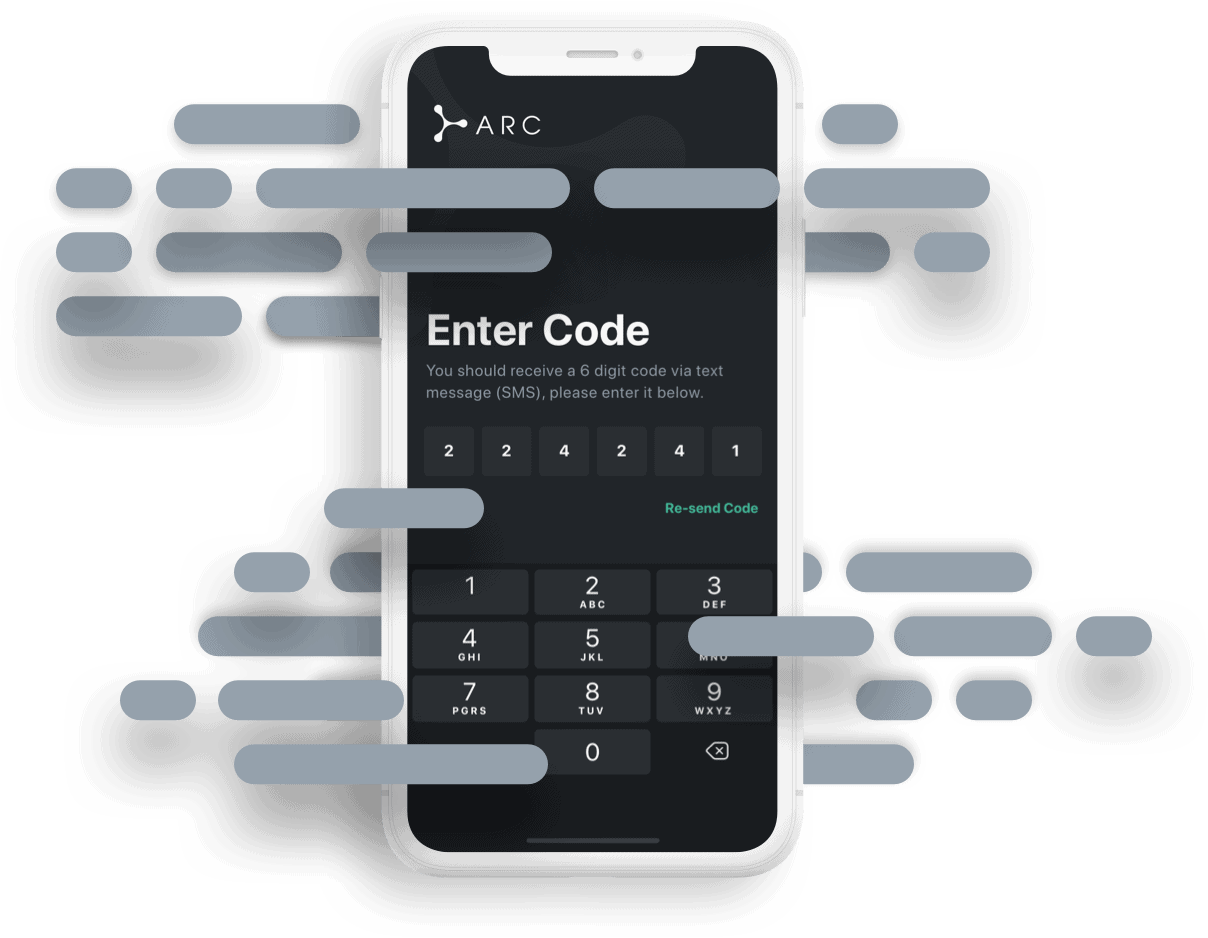 ARC
Enter Code
You should receive a 6 digit code via text
message (SMS), please enter it below.
2 2 4 2 4 1
Re-send Code
1 2 3
ABC DEF
4 5
GHI JKL MNO
7 8 9
PGRS TUV WXYZ
0